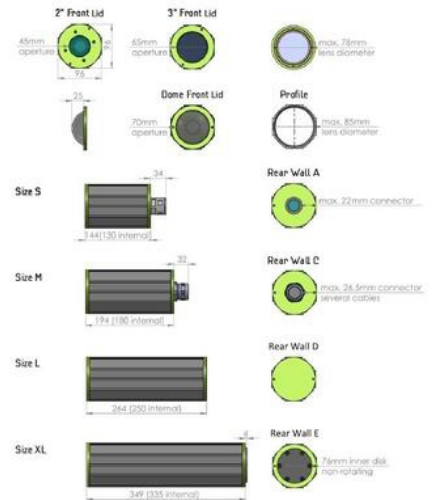 2" Front Lid
3" Front Lid
45mm
aperture
96
96
65mm
aperture
max. 78mm
lens diameter
25
Dome Front Lid
Profile
70mm
aperture
max. 85mm
lens diameter
Size S
34
144(130 internal)
Rear Wall A
max. 22mm connector
Size M
32
194 (180 internal)
Rear Wall C
max. 26.5mm connector
several cables
Size L
264 (250 internal)
Rear Wall D
Size XL
349 (335 internal)
Rear Wall E
76mm inner disk
non-rotating